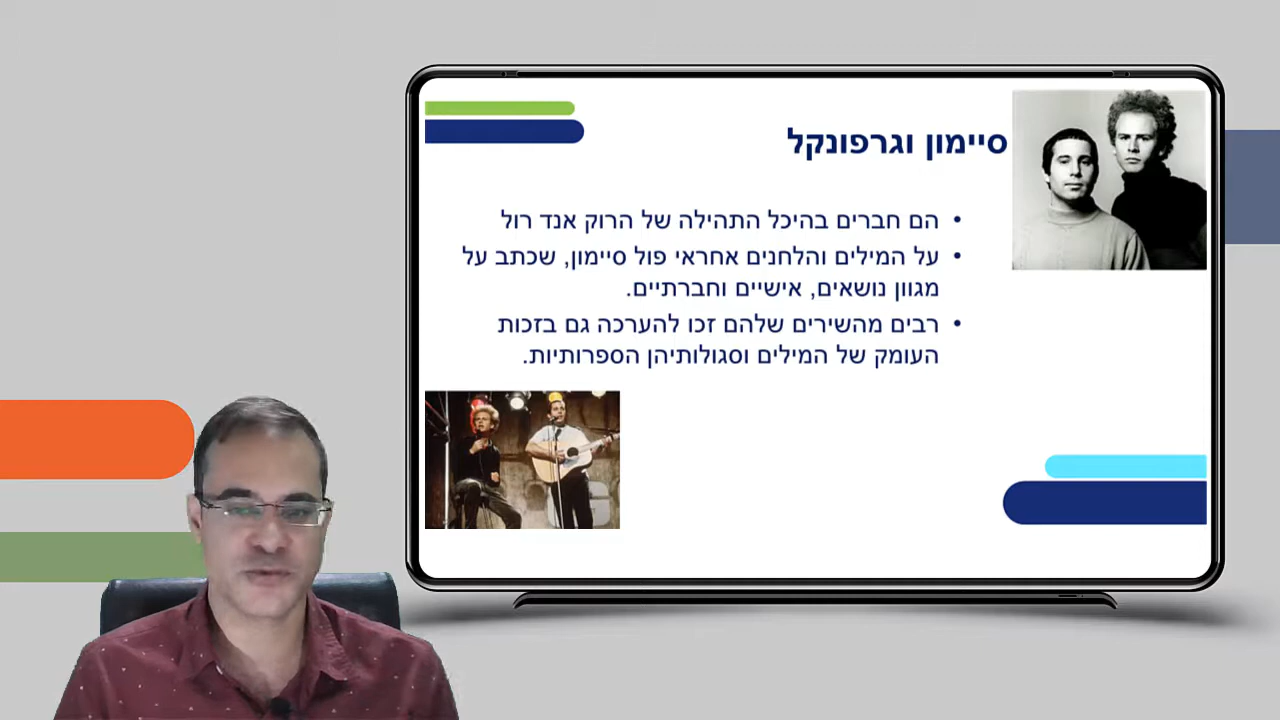 סיימון וגרפונקל
• הם חברים בהיכל התהילה של הרוק אנד רול
• על המילים והלחנים אחראי פול סיימון, שכתב על
מגוון נושאים, אישיים וחברתיים.
• רבים מהשירים שלהם זכו להערכה גם בזכות
העומק של המילים וסגולותיהן הספרותיות.